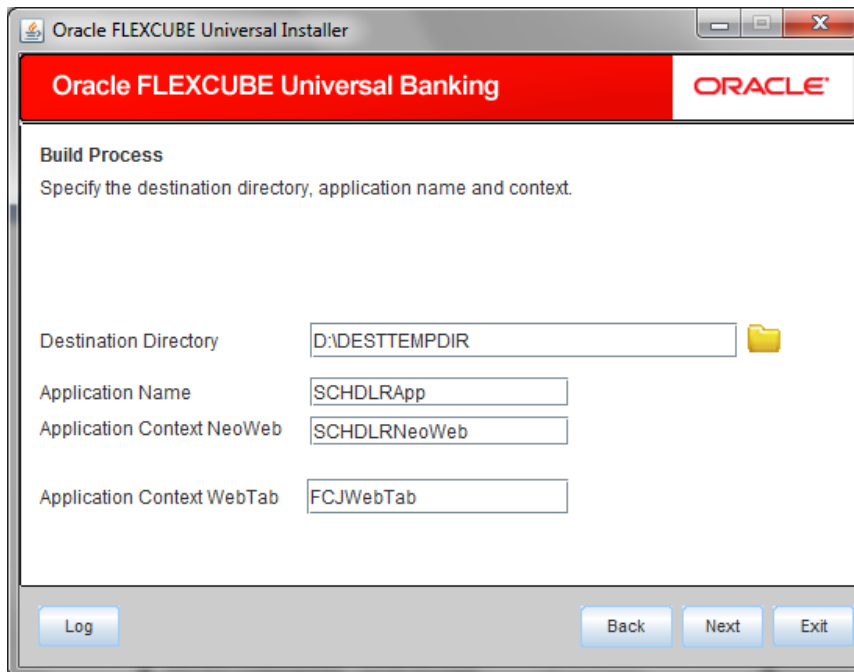 Oracle FLEXCUBE Universal Installer
Oracle FLEXCUBE Universal Banking
ORACLE
Build Process
Specify the destination directory, application name and context.
Destination Directory D:\DESTTEMPDIR
Application Name SCHDLRApp
Application Context NeoWeb SCHDLRNeoWeb
Application Context WebTab FCJWebTab
Log Back Next Exit